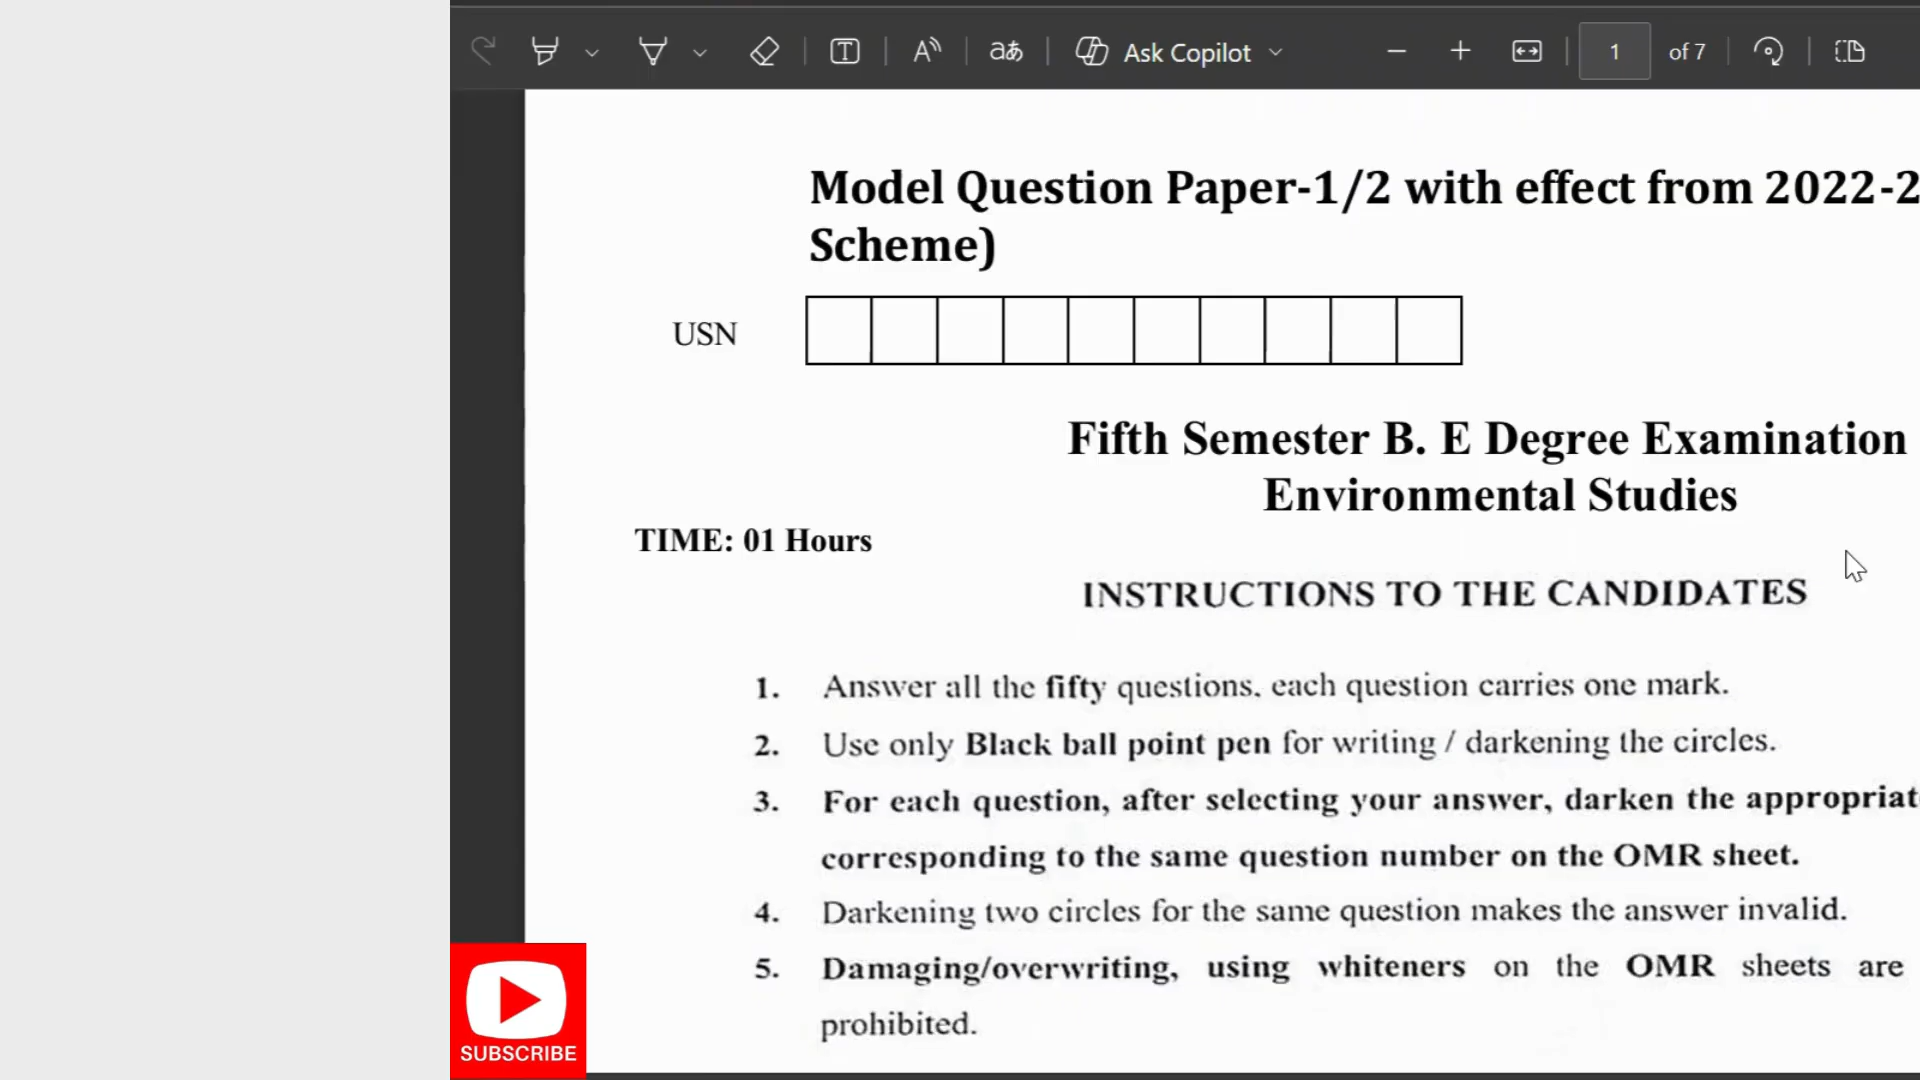 Ask Copilot
1 of 7
Model Question Paper-1/2 with effect from 2022-2
Scheme)
USN
Fifth Semester B. E Degree Examination
Environmental Studies
TIME: 01 Hours
INSTRUCTIONS TO THE CANDIDATES
1. Answer all the fifty questions, each question carries one mark.
2. Use only Black ball point pen for writing / darkening the circles.
3. For each question, after selecting your answer, darken the appropriat
corresponding to the same question number on the OMR sheet.
4. Darkening two circles for the same question makes the answer invalid.
5. Damaging/overwriting, using whiteners on the OMR sheets are
prohibited.
SUBSCRIBE